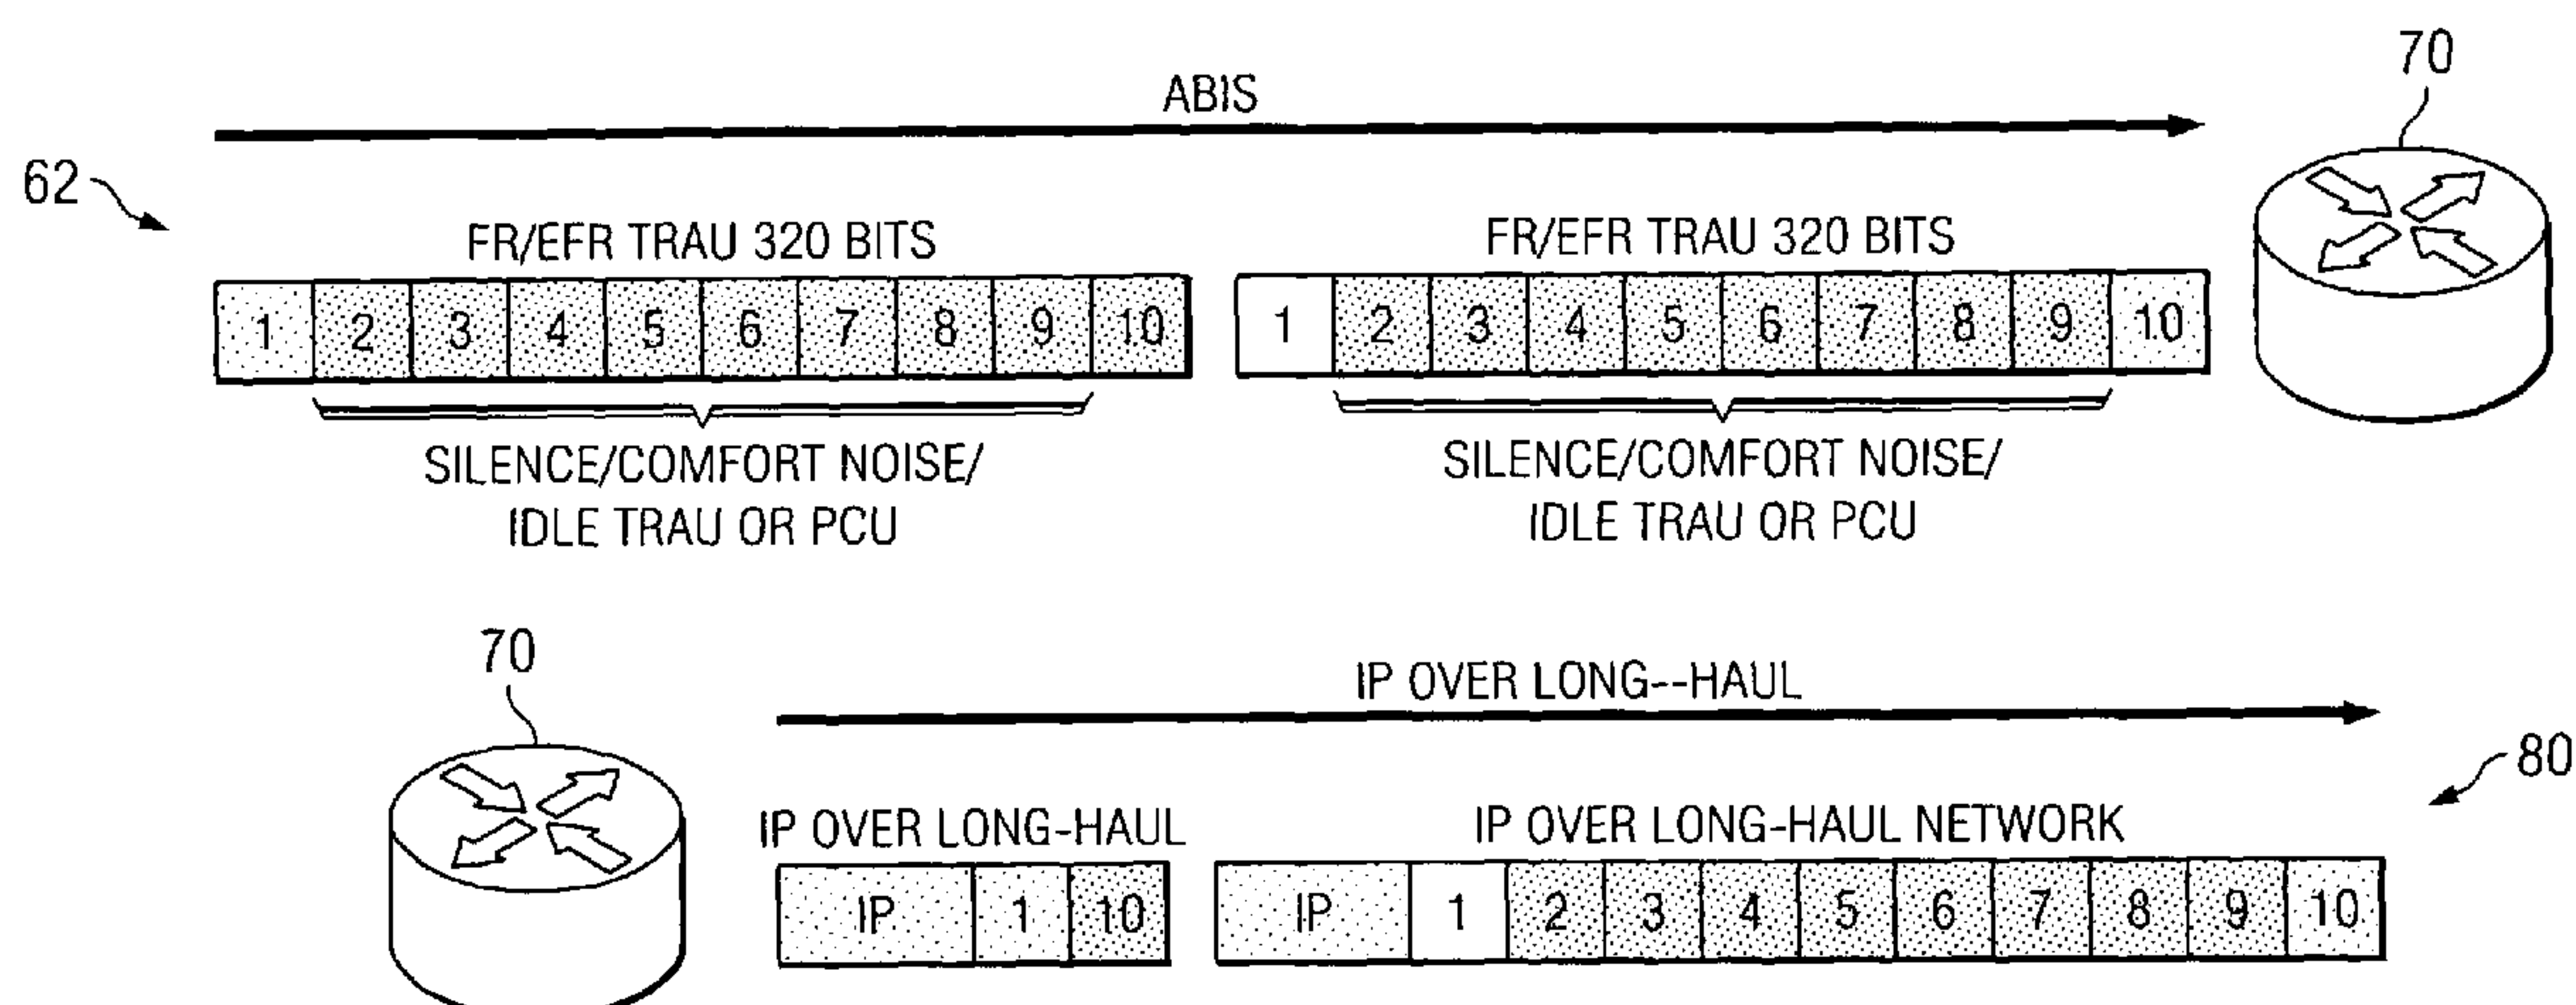 70
ABIS
62
FR/EFR TRAU 320 BITS
FR/EFR TRAU 320 BITS
1 2 3 4 5 6 7 8 9 10
1 2 3 4 5 6 7 8 9 10
SILENCE/COMFORT NOISE/
IDLE TRAU OR PCU
SILENCE/COMFORT NOISE/
IDLE TRAU OR PCU
70
IP OVER LONG--HAUL
80
IP OVER LONG-HAUL
IP OVER LONG-HAUL NETWORK
IP 1 10
IP 1 2 3 4 5 6 7 8 9 10